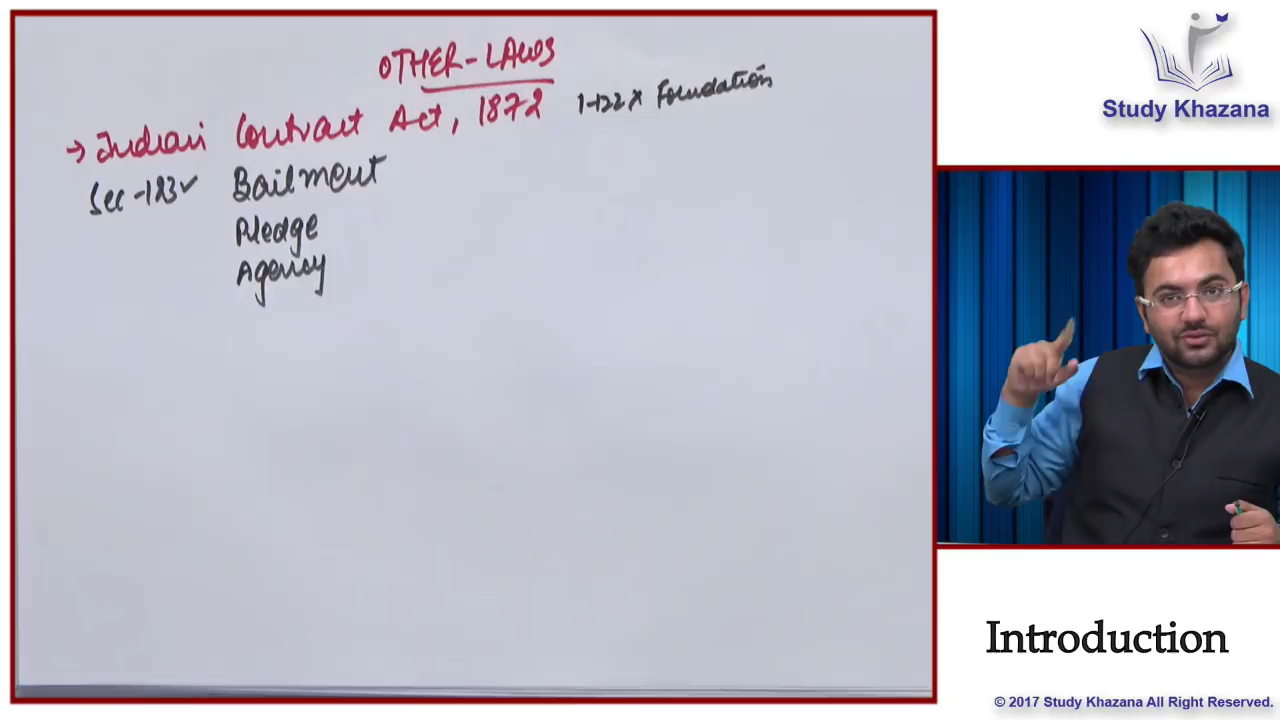 OTHER-LAWS
→ Indian Contract Act, 1872 1-122 X Foundation
Sec-123✓ Bailment
Pledge
Agency
Study Khazana
Introduction
© 2017 Study Khazana All Right Reserved.